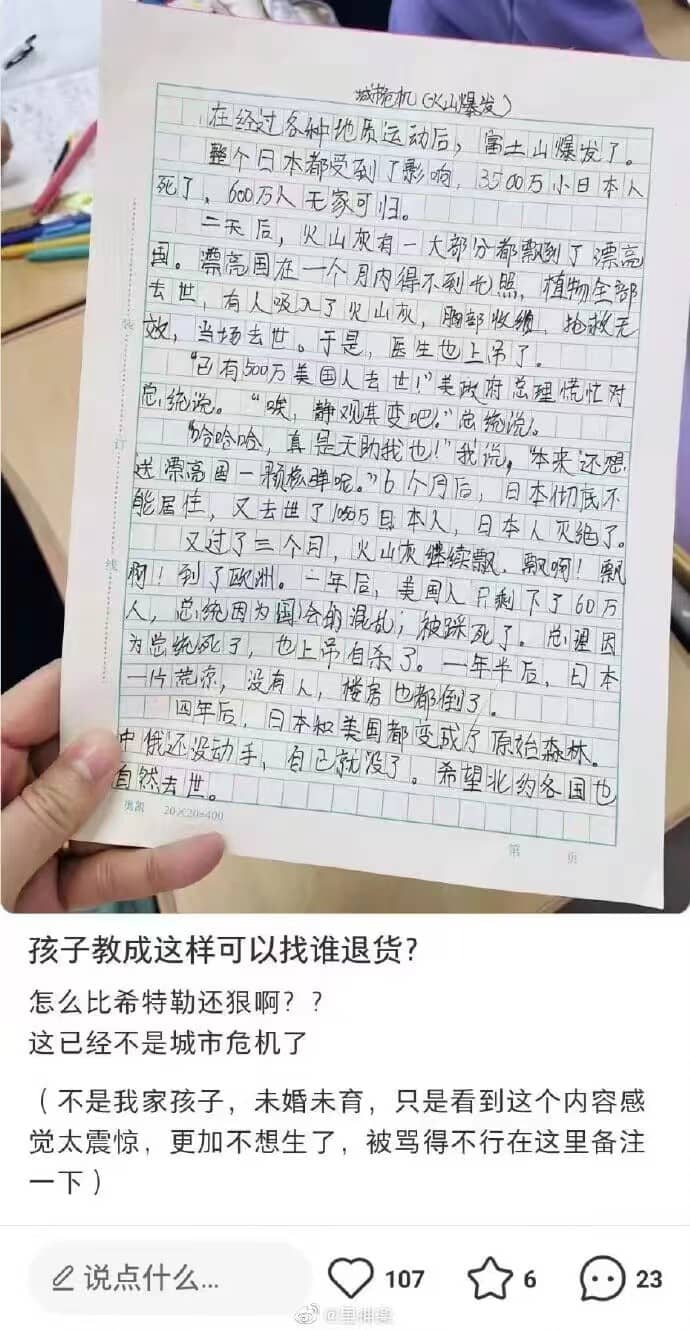 城市危机(火山爆发)
在经过各种地质运动后，富士山爆发了。
整个日本都受到了影响，3500万小日本人
死了，600万人无家可归。
二天后，火山灰有一大部分都飘到了漂高
国。漂高国在一个月内得不到光照，植物全部
去世，有人吸入了火山灰，胸部收缩，抢救无
效，当场去世。于是，医生也上吊了。
“已有500万美国人去世！”美政府总理慌忙对
总统说。“唉，静观其变吧。”总统说。
“哈哈哈，真是天助我也！”我说，“本来还想
送漂高国一颗核弹呢。”6个月后，日本彻底不
能居住，又去世了1000万日本人，日本人灭绝了。
又过了三个月，火山灰继续飘，飘啊！飘
啊！到了欧洲。一年后，美国人只剩下了60万
人，总统因为国会的混乱；被踩死了。总理因
为总统死了，也上吊自杀了。一年半后，日本
一片荒凉，没有人，楼房也都倒了。
四年后，日本和美国都变成了原始森林。
中俄还没动手，自己就没了。希望北约各国也
自然去世。
装
订
线
奥凯 20×20=400
第 页
孩子教成这样可以找谁退货？
怎么比希特勒还狠啊？？
这已经不是城市危机了
（不是我家孩子，未婚未育，只是看到这个内容感
觉太震惊，更加不想生了，被骂得不行在这里备注
一下）
说点什么... 107 6 23